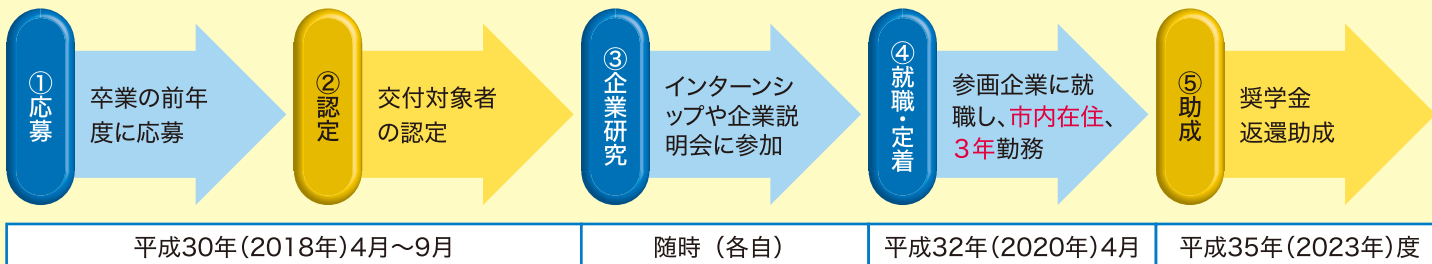 ①応募
卒業の前年
度に応募
②認定
交付対象者
の認定
③企業研究
インターンシ
ップや企業説
明会に参加
④就職・定着
参画企業に就
職し、市内在住、
3年勤務
⑤助成
奨学金
返還助成
平成30年(2018年)4月〜9月
随時(各自)
平成32年(2020年)4月
平成35年(2023年)度